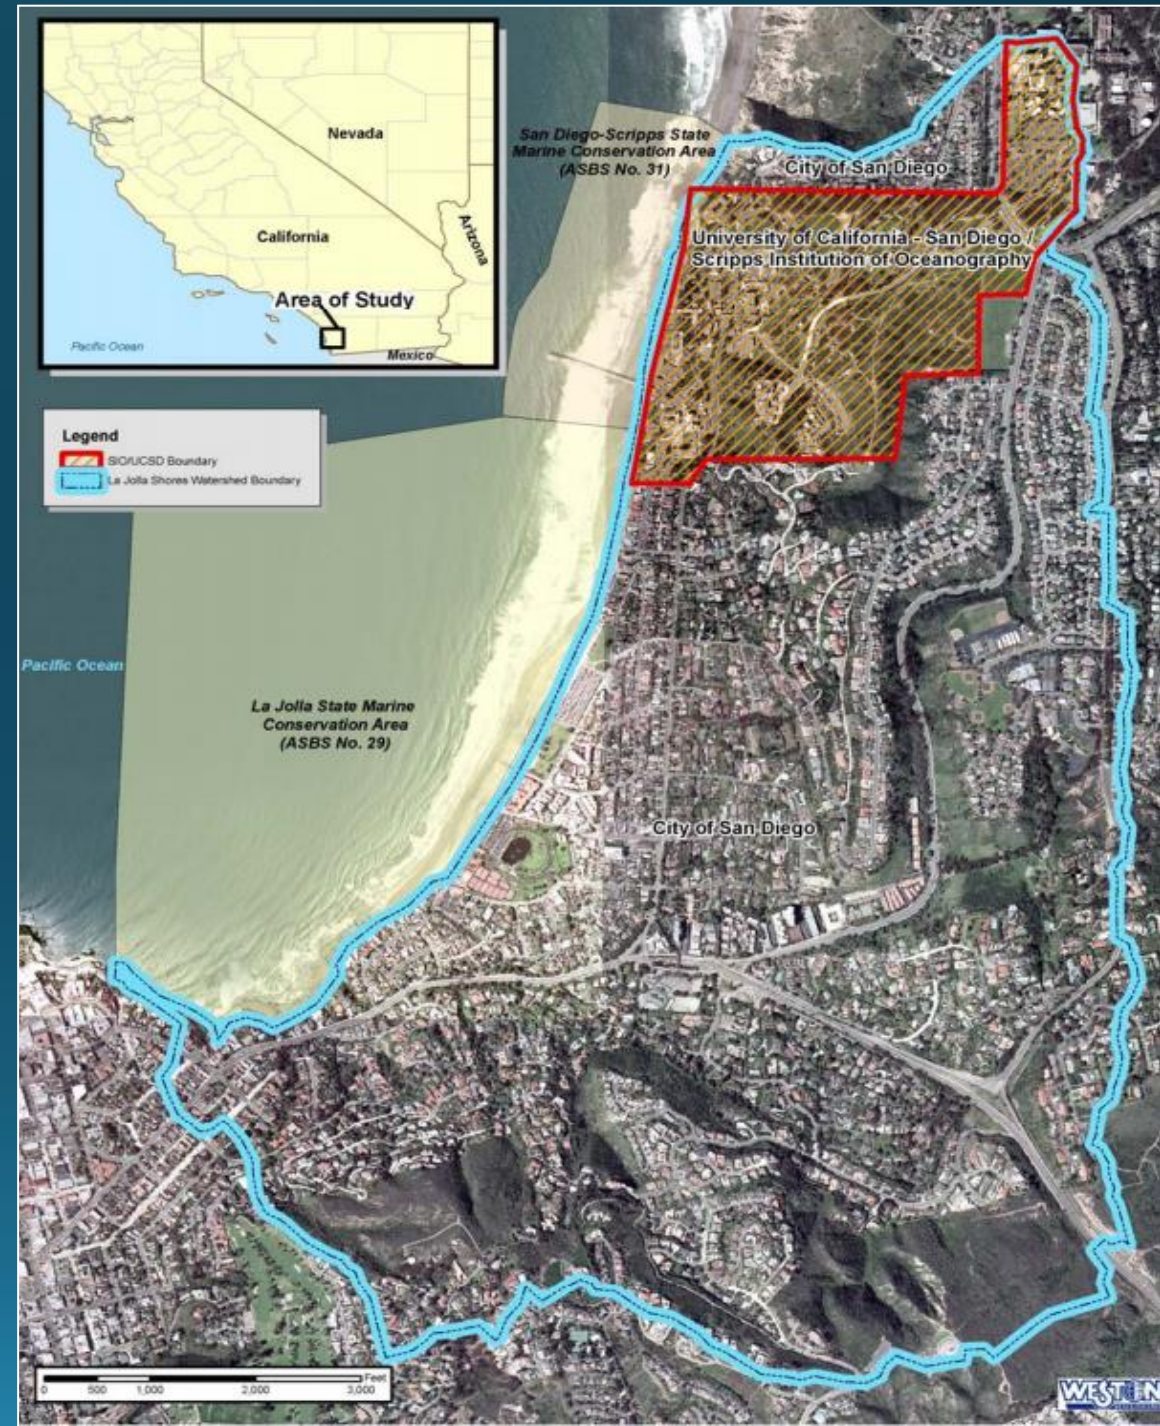 Nevada
California
Arizona
Area of Study
Pacific Ocean
Mexico
San Diego-Scripps State
Marine Conservation Area
(ASBS No. 31)
City of San Diego
University of California - San Diego /
Scripps Institution of Oceanography
Legend
SIO/UCSD Boundary
La Jolla Shores Watershed Boundary
Pacific Ocean
La Jolla State Marine
Conservation Area
(ASBS No. 29)
City of San Diego
Feet
0 500 1,000 2,000 3,000
WESTON